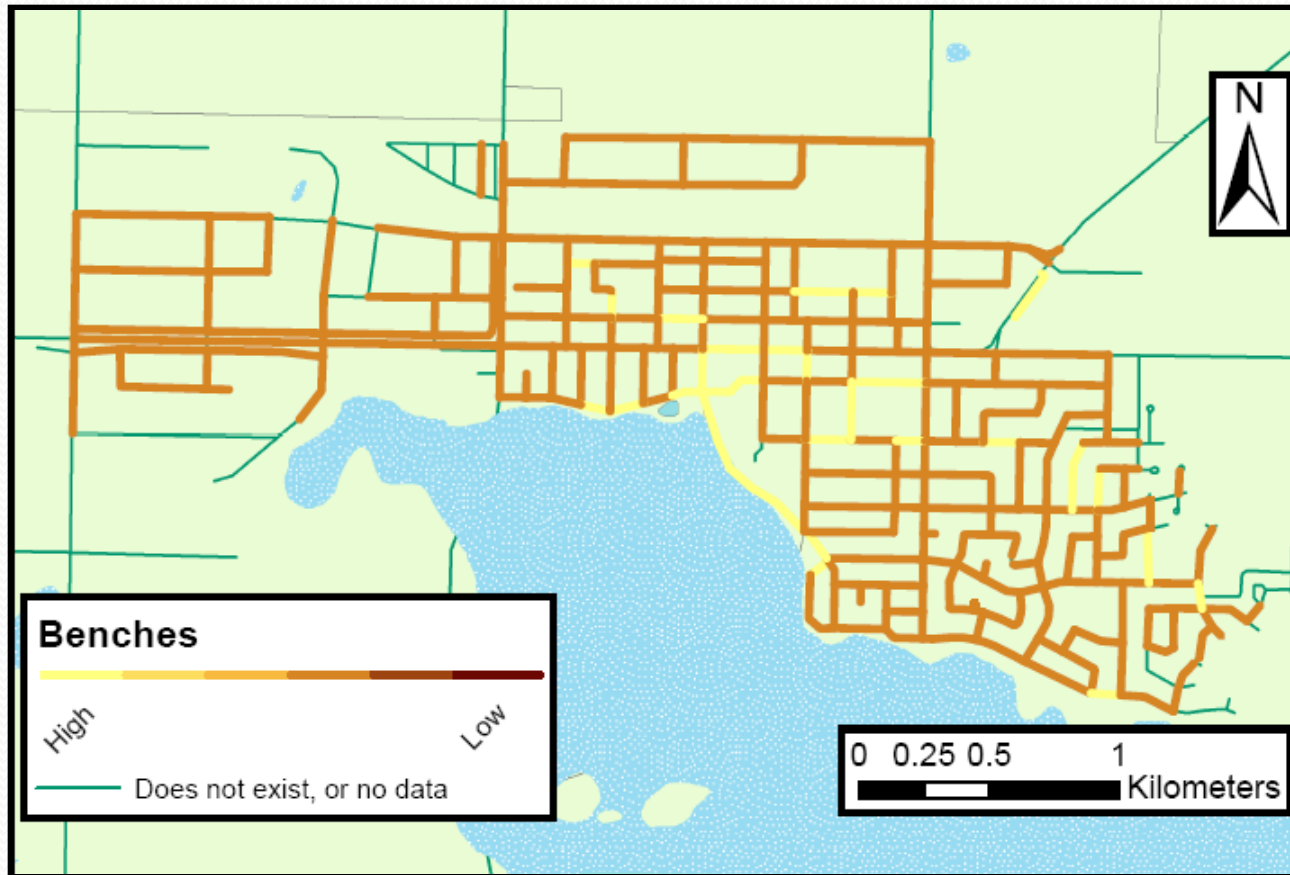 N
Benches
High
Low
Does not exist, or no data
0 0.25 0.5 1
Kilometers